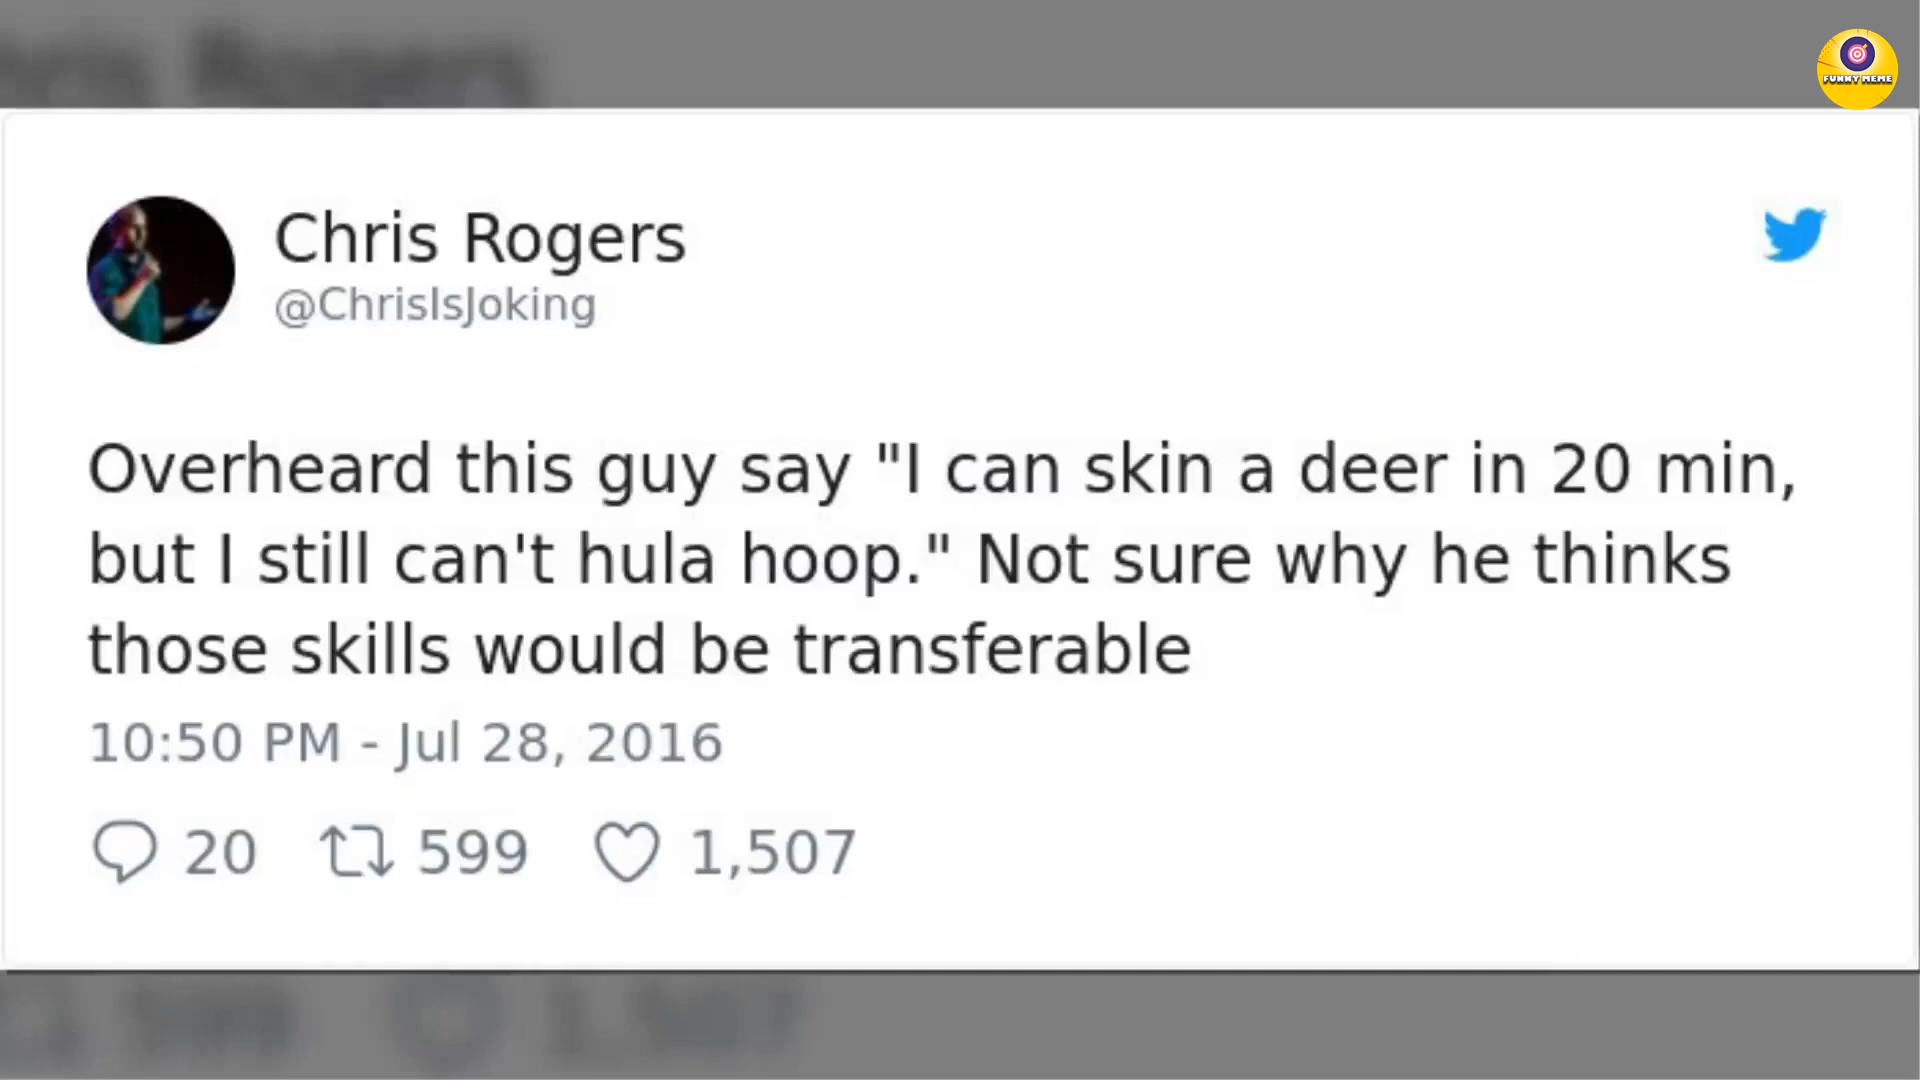 FUNNY MEME
Chris Rogers
@ChrisIsJoking
Overheard this guy say "I can skin a deer in 20 min,
but I still can't hula hoop." Not sure why he thinks
those skills would be transferable
10:50 PM - Jul 28, 2016
20 599 1,507